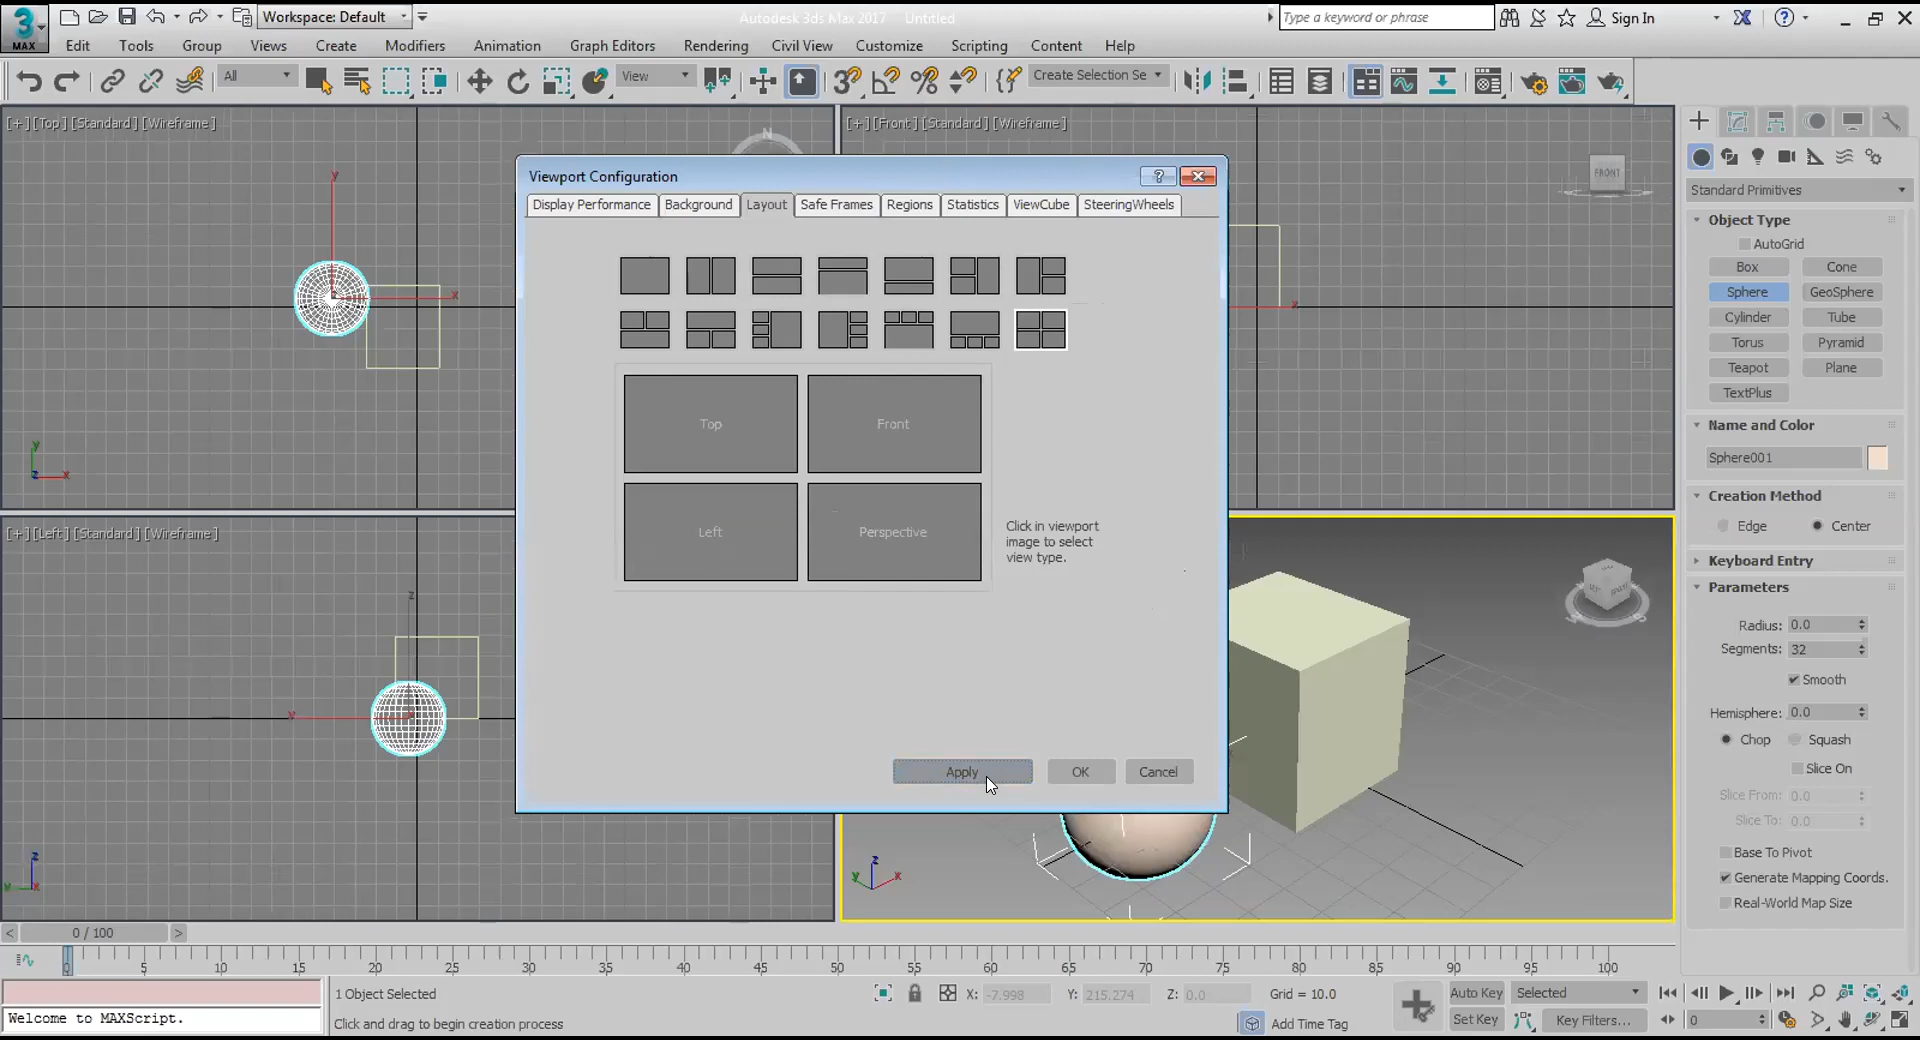 3
MAX
Workspace: Default
Autodesk 3ds Max 2017 Untitled
Type a keyword or phrase
Sign In
Edit Tools Group Views Create Modifiers Animation Graph Editors Rendering Civil View Customize Scripting Content Help
All
View
Create Selection Se
[+][Top][Standard][Wireframe]
[+][Front][Standard][Wireframe]
N
y
x
FRONT
x
Viewport Configuration
Display Performance Background Layout Safe Frames Regions Statistics ViewCube SteeringWheels
Top
Front
Left
Perspective
Click in viewport
image to select
view type.
Apply OK Cancel
y
z x
[+][Left][Standard][Wireframe]
z
y
z
y x
z
y x
Standard Primitives
Object Type
AutoGrid
Box Cone
Sphere GeoSphere
Cylinder Tube
Torus Pyramid
Teapot Plane
TextPlus
Name and Color
Sphere001
Creation Method
Edge Center
Keyboard Entry
Parameters
Radius: 0.0
Segments: 32
Smooth
Hemisphere: 0.0
Chop Squash
Slice On
Slice From: 0.0
Slice To: 0.0
Base To Pivot
Generate Mapping Coords.
Real-World Map Size
< 0 / 100 >
0 5 10 15 20 25 30 35 40 45 50 55 60 65 70 75 80 85 90 95 100
1 Object Selected
X: -7.998 Y: 215.274 Z: 0.0 Grid = 10.0
Auto Key Selected
Welcome to MAXScript.
Click and drag to begin creation process
Add Time Tag
Set Key Key Filters...
0